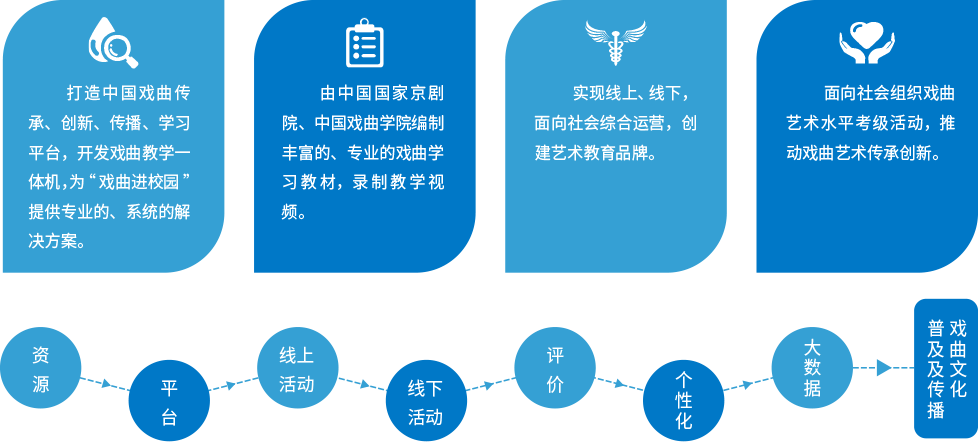 打造中国戏曲传
承、创新、传播、学习
平台，开发戏曲教学一
体机，为“戏曲进校园”
提供专业的、系统的解
决方案。
由中国国家京剧
院、中国戏曲学院编制
丰富的、专业的戏曲学
习教材，录制教学视
频。
实现线上、线下，
面向社会综合运营，创
建艺术教育品牌。
面向社会组织戏曲
艺术水平考级活动，推
动戏曲艺术传承创新。
资
源
平
台
线上
活动
线下
活动
评
价
个
性
化
大
数
据
戏曲文化
普及及传播